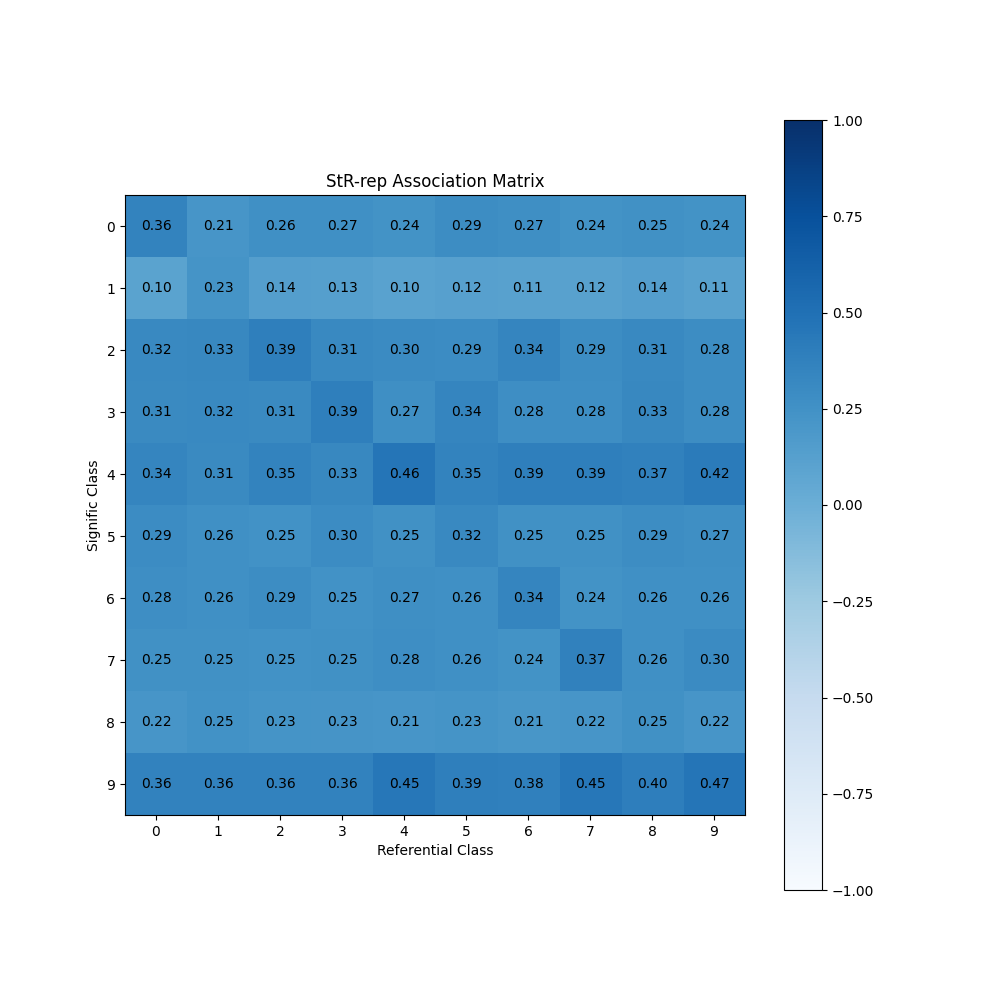 StR-rep Association Matrix
1.00
0.75
0.50
0.25
0.00
−0.25
−0.50
−0.75
−1.00
Signific Class
0 0.36 0.21 0.26 0.27 0.24 0.29 0.27 0.24 0.25 0.24
1 0.10 0.23 0.14 0.13 0.10 0.12 0.11 0.12 0.14 0.11
2 0.32 0.33 0.39 0.31 0.30 0.29 0.34 0.29 0.31 0.28
3 0.31 0.32 0.31 0.39 0.27 0.34 0.28 0.28 0.33 0.28
4 0.34 0.31 0.35 0.33 0.46 0.35 0.39 0.39 0.37 0.42
5 0.29 0.26 0.25 0.30 0.25 0.32 0.25 0.25 0.29 0.27
6 0.28 0.26 0.29 0.25 0.27 0.26 0.34 0.24 0.26 0.26
7 0.25 0.25 0.25 0.25 0.28 0.26 0.24 0.37 0.26 0.30
8 0.22 0.25 0.23 0.23 0.21 0.23 0.21 0.22 0.25 0.22
9 0.36 0.36 0.36 0.36 0.45 0.39 0.38 0.45 0.40 0.47
0 1 2 3 4 5 6 7 8 9
Referential Class